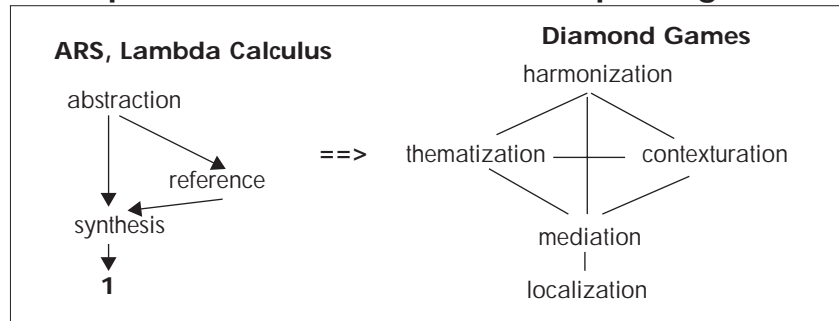 ARS, Lambda Calculus
abstraction
reference
synthesis
1
==>
Diamond Games
harmonization
thematization
contexturation
mediation
localization